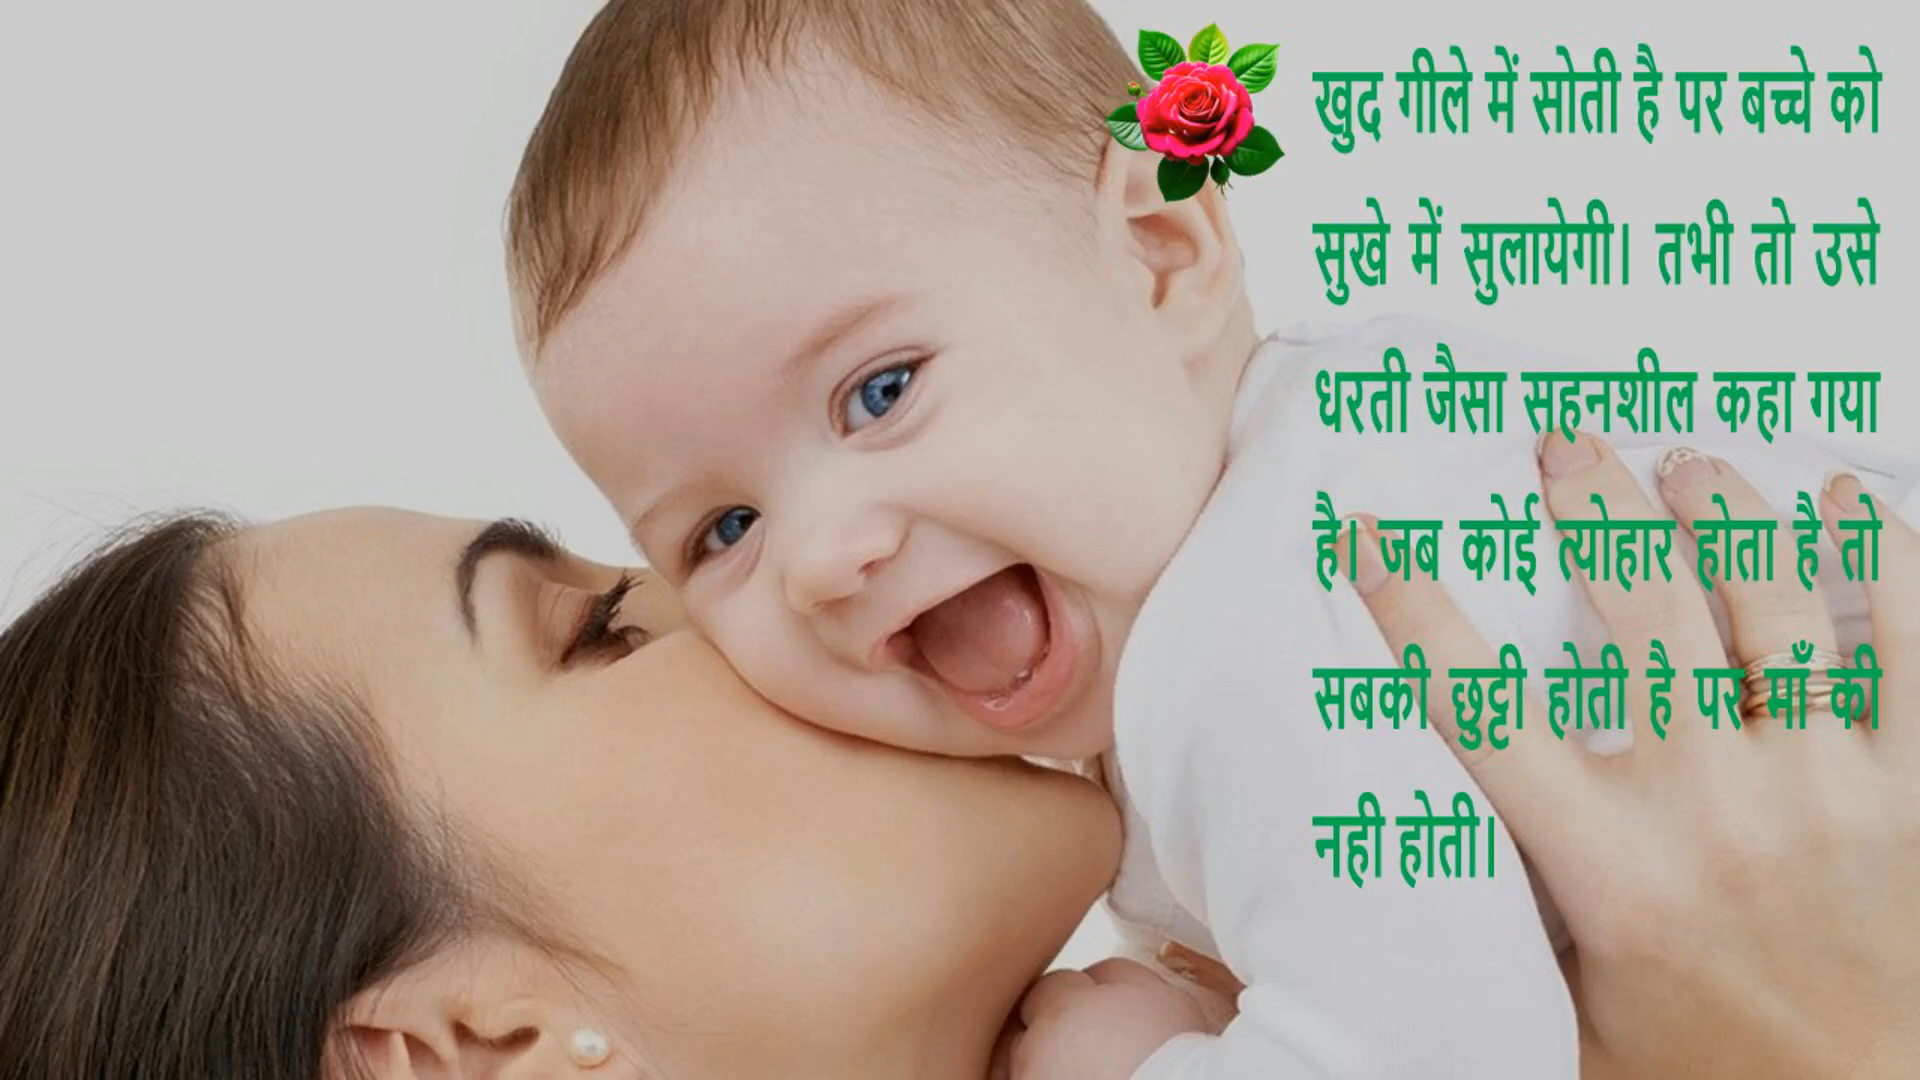 खुद गीले में सोती है पर बच्चे को
सुखे में सुलायेगी। तभी तो उसे
धरती जैसा सहनशील कहा गया
है। जब कोई त्योहार होता है तो
सबकी छुट्टी होती है पर माँ की
नही होती।